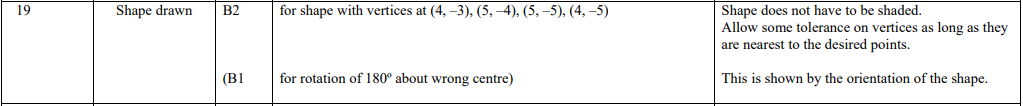 19 Shape drawn B2 for shape with vertices at (4, –3), (5, –4), (5, –5), (4, –5) Shape does not have to be shaded.
Allow some tolerance on vertices as long as they
are nearest to the desired points.
(B1 for rotation of 180º about wrong centre) This is shown by the orientation of the shape.